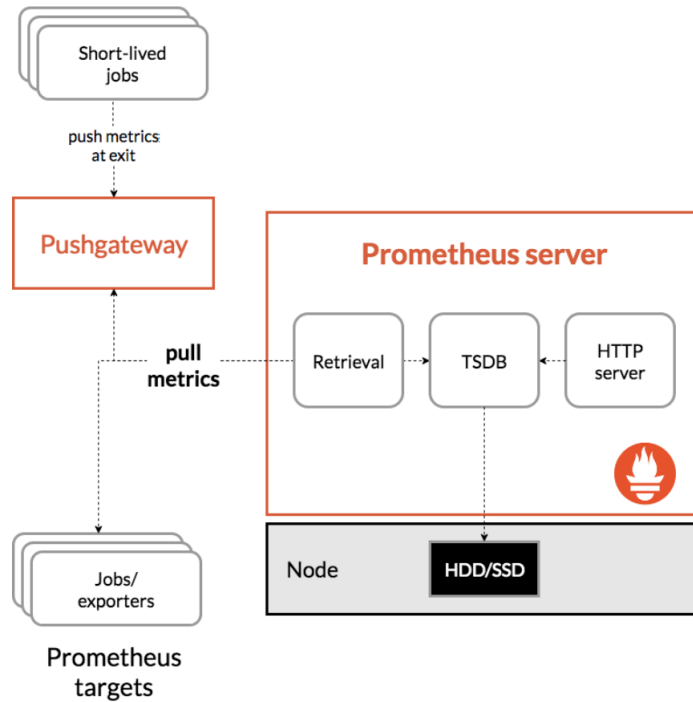 Short-lived
jobs
push metrics
at exit
Pushgateway
Prometheus server
pull
metrics
Retrieval
TSDB
HTTP
server
Node
HDD/SSD
Jobs/
exporters
Prometheus
targets